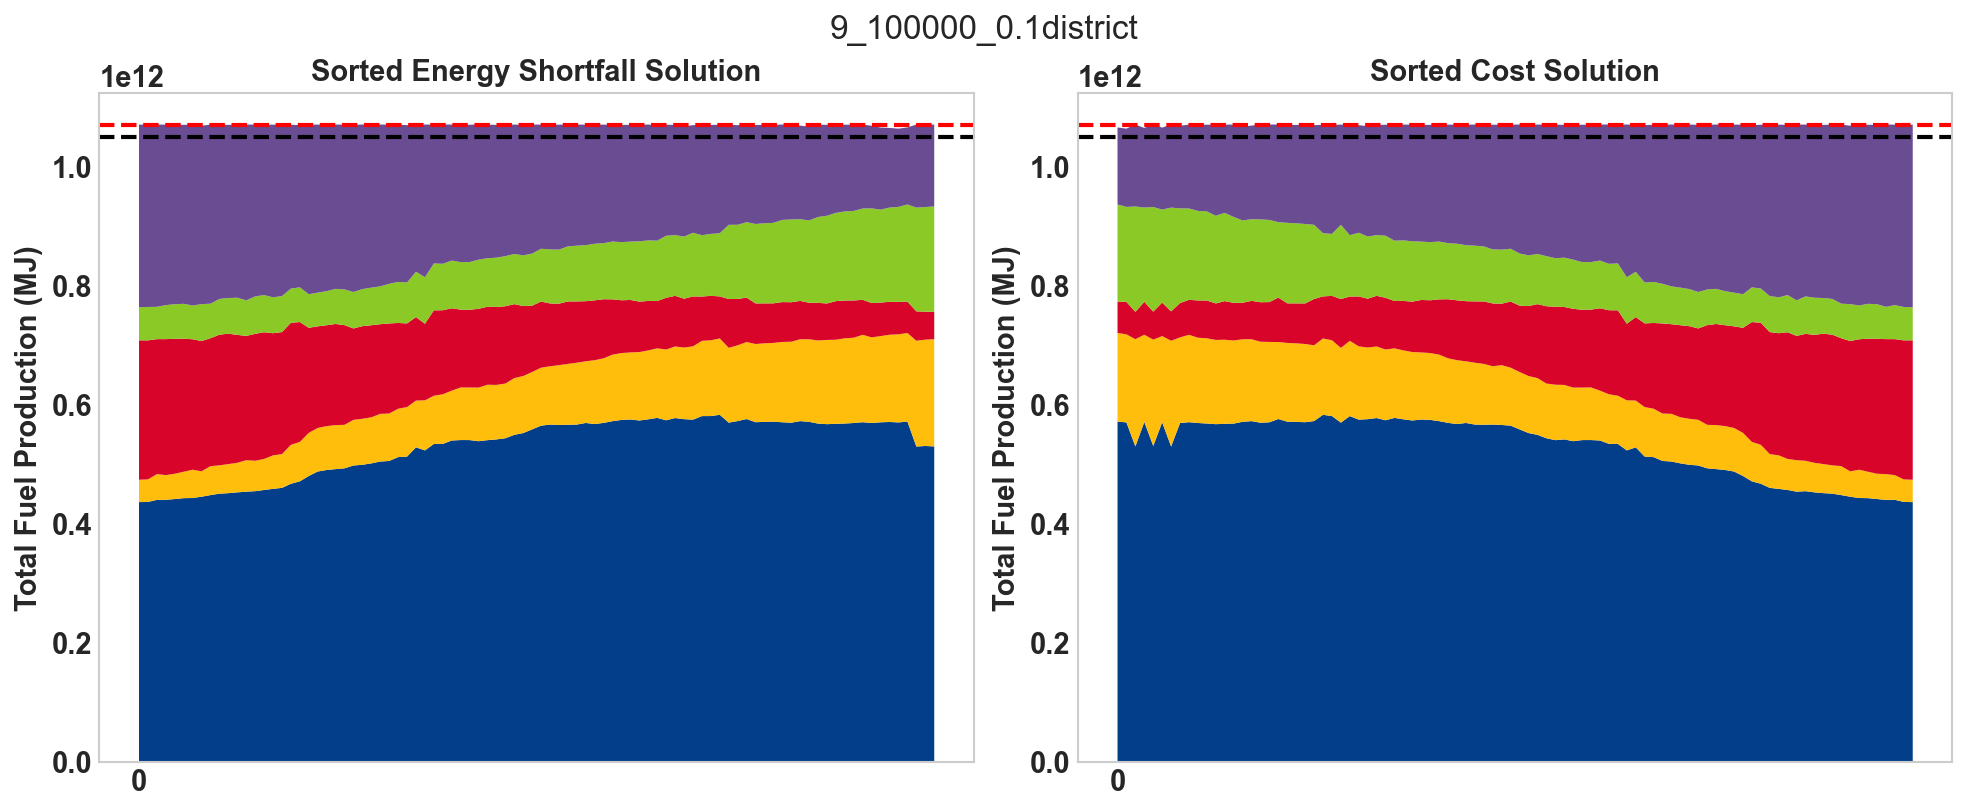 9_100000_0.1district
Sorted Energy Shortfall Solution
1e12
Total Fuel Production (MJ)
1.0
0.8
0.6
0.4
0.2
0.0
0
Sorted Cost Solution
1e12
Total Fuel Production (MJ)
1.0
0.8
0.6
0.4
0.2
0.0
0